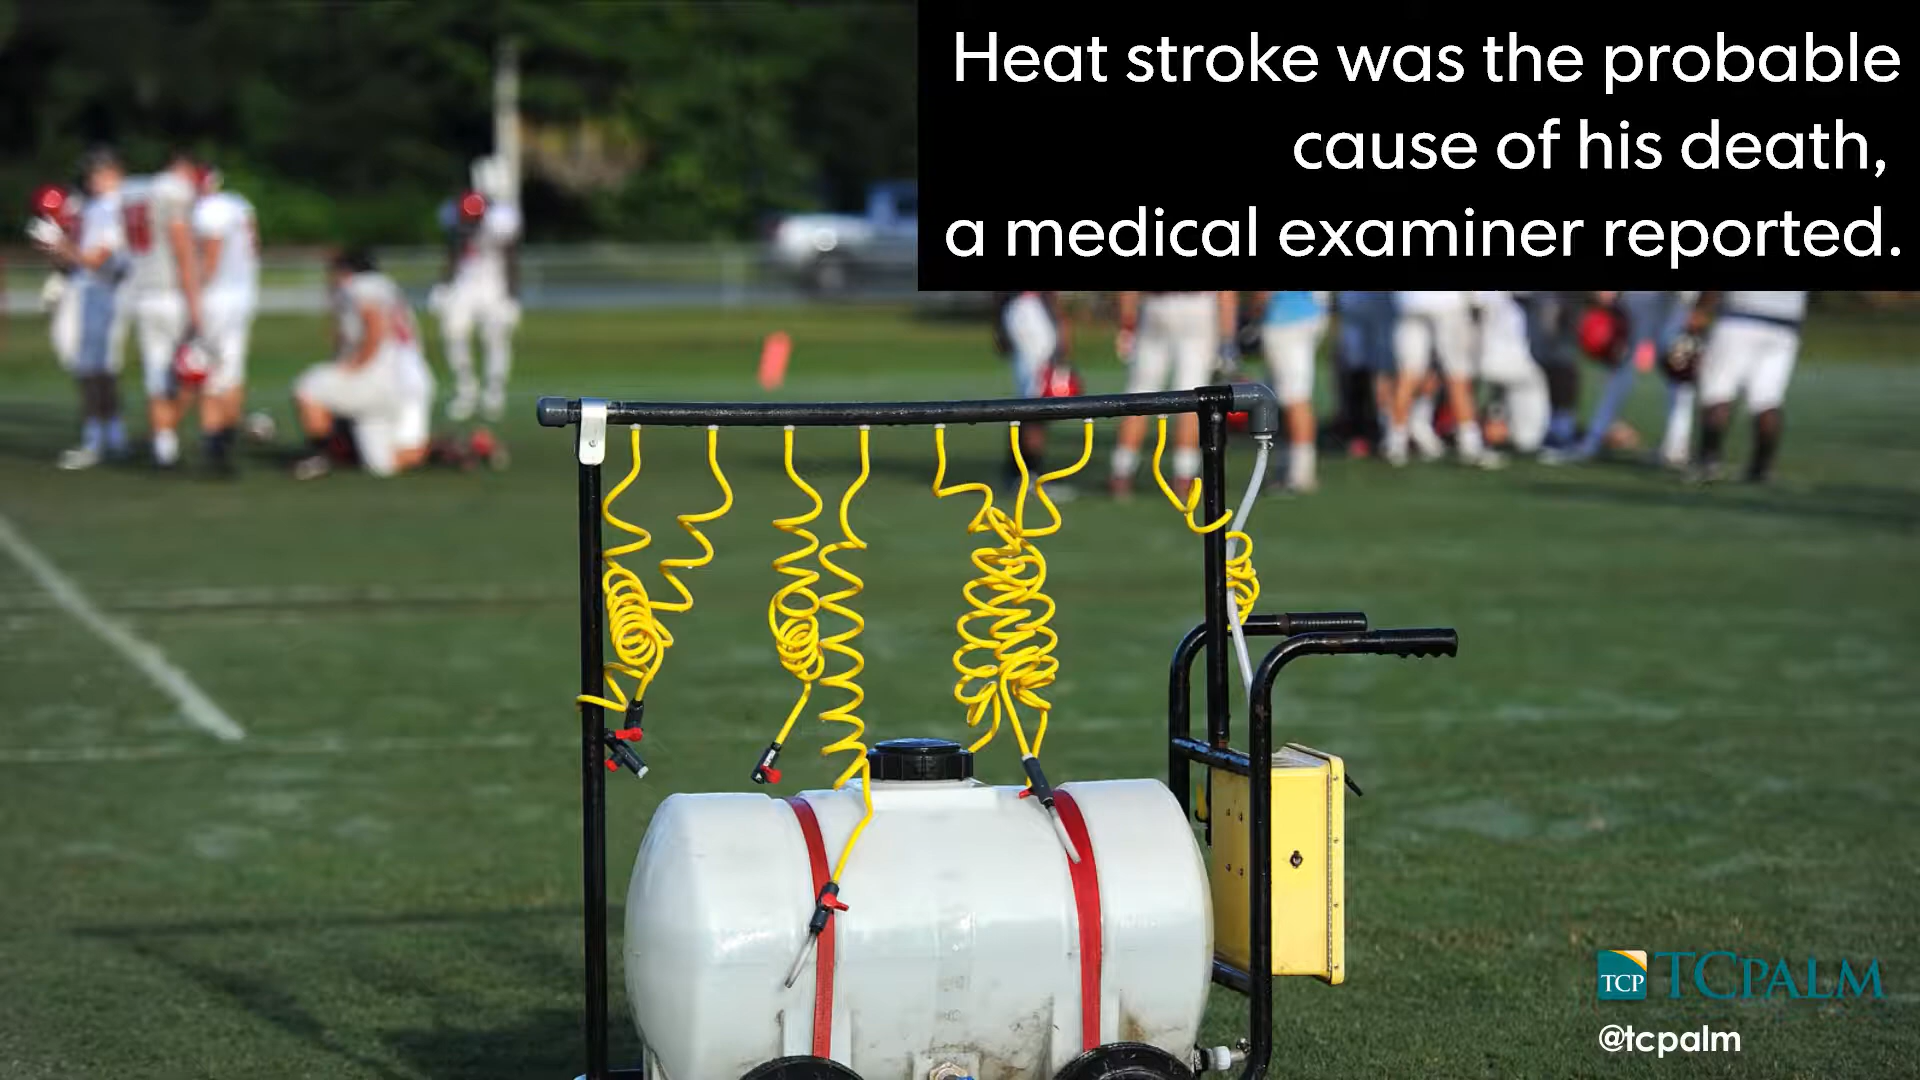 Heat stroke was the probable
cause of his death,
a medical examiner reported.
TCP TCPALM
@tcpalm